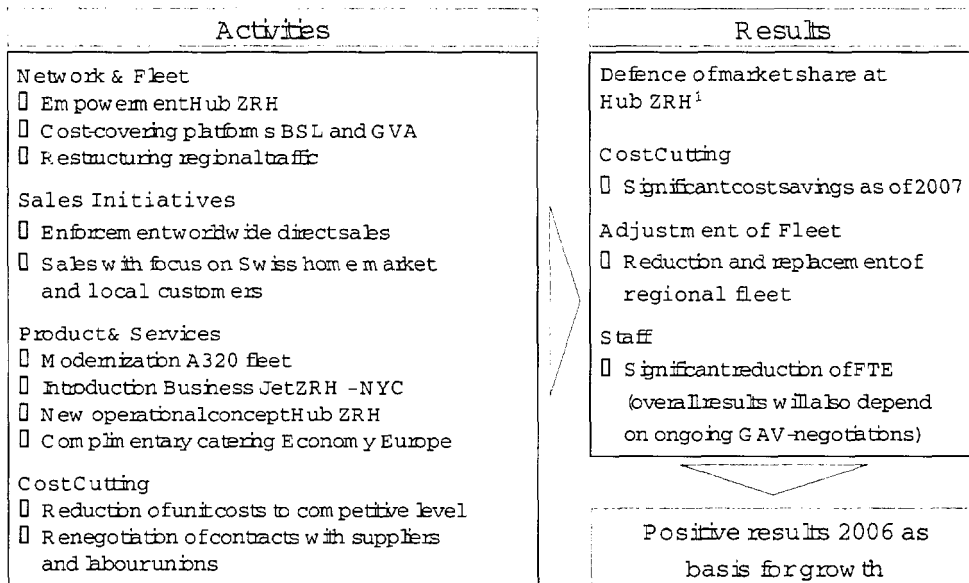 Activities
Network & Fleet
▯ Empowerment Hub ZRH
▯ Cost-covering platforms BSL and GVA
▯ Restructuring regional traffic
Sales Initiatives
▯ Enforcement worldwide direct sales
▯ Sales with focus on Swiss home market
and local customers
Product & Services
▯ Modernization A320 fleet
▯ Introduction Business Jet ZRH - NYC
▯ New operational concept Hub ZRH
▯ Complimentary catering Economy Europe
Cost Cutting
▯ Reduction of unit costs to competitive level
▯ Renegotiation of contracts with suppliers
and labour unions
Results
Defence of market share at
Hub ZRH¹
Cost Cutting
▯ Significant cost savings as of 2007
Adjustment of Fleet
▯ Reduction and replacement of
regional fleet
Staff
▯ Significant reduction of FTE
(overall results will also depend
on ongoing GAV-negotiations)
Positive results 2006 as
basis for growth